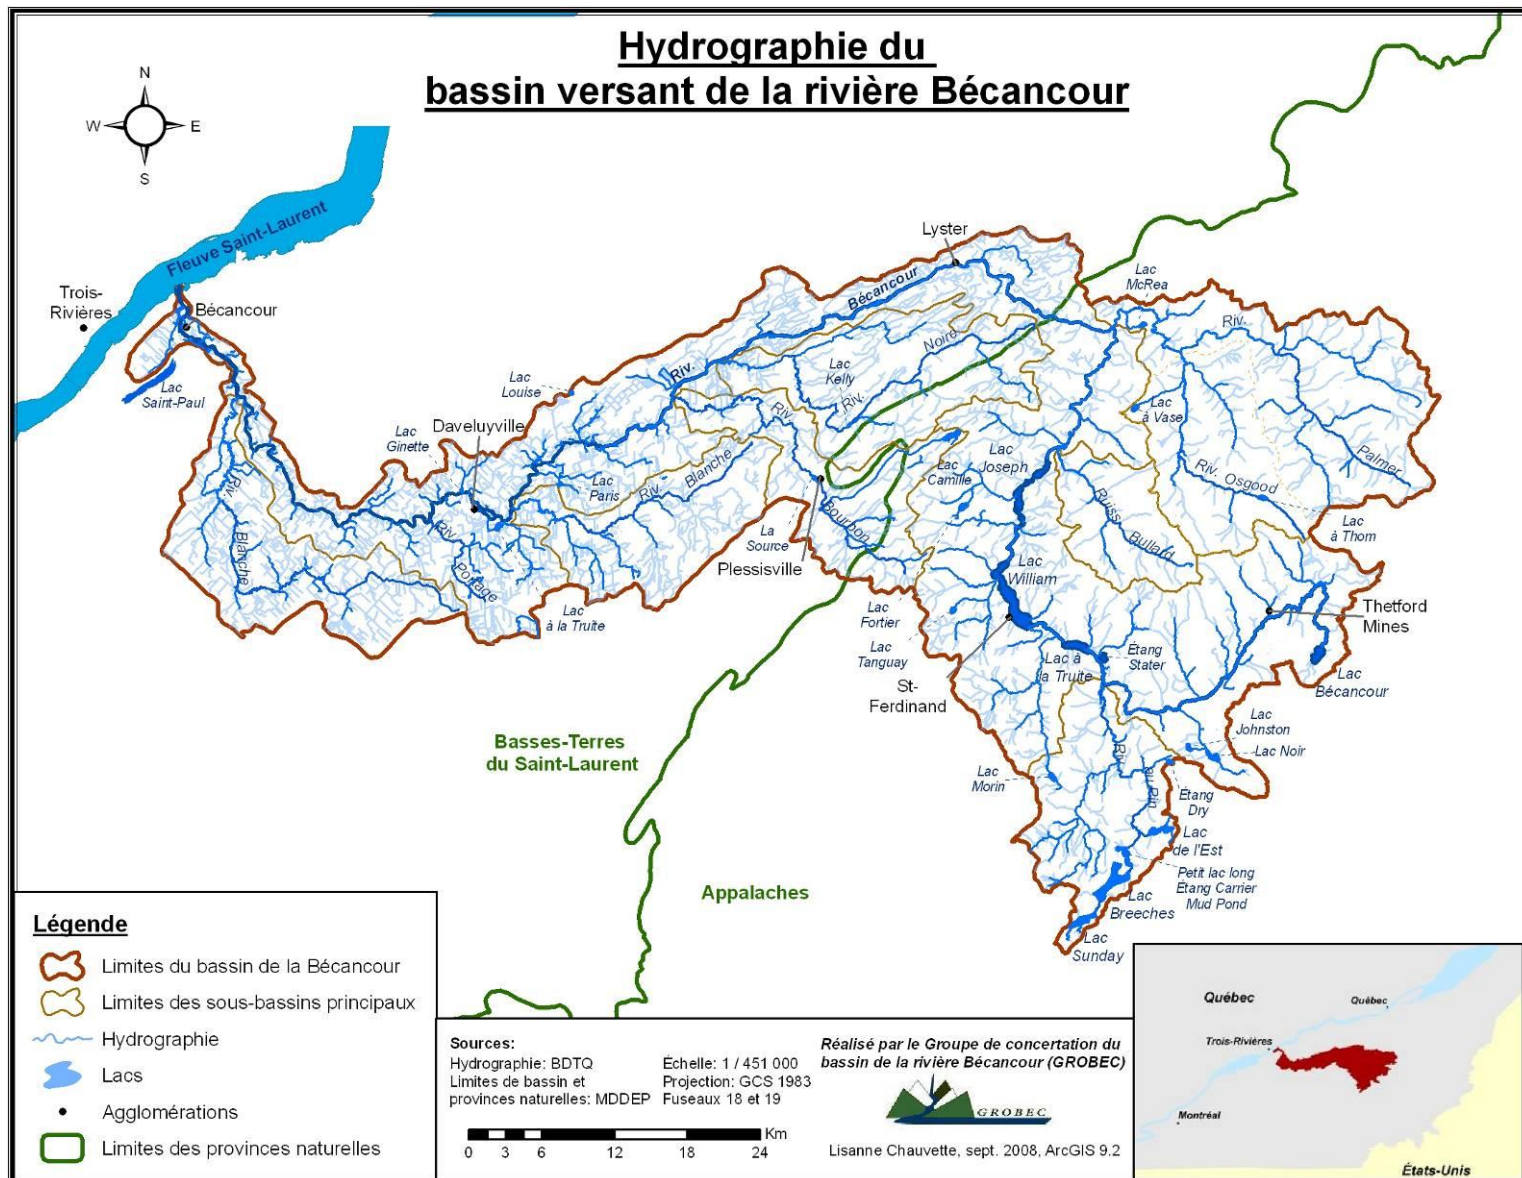 Hydrographie du
bassin versant de la rivière Bécancour
N
W
E
S
Fleuve Saint-Laurent
Trois-
Rivières
Bécancour
Lac
Saint-Paul
Lyster
Bécancour
Riv.
Lac
McRea
Riv.
Palmer
Noire
Riv.
Lac
Kelly
Lac
Louise
Lac
Ginette
Daveluyville
Lac
Paris
Riv.
Blanche
Riv.
Bourbon
Lac
à Vase
Lac
Joseph
Lac
Camille
Riv. Osgood
Ruiss.
Bullard
Lac
à Thom
La
Source
Plessisville
Riv.
Blanche
Riv.
Portage
Lac
à la Truite
Lac
William
Lac
Fortier
Lac
Tanguay
St-
Ferdinand
Lac à
la Truite
Étang
Stater
Thetford
Mines
Lac
Bécancour
Lac
Johnston
Lac Noir
Riv.
au Pin
Lac
Morin
Étang
Dry
Lac
de l'Est
Petit lac long
Étang Carrier
Mud Pond
Lac
Breeches
Lac
Sunday
Basses-Terres
du Saint-Laurent
Appalaches
Légende
Limites du bassin de la Bécancour
Limites des sous-bassins principaux
Hydrographie
Lacs
Agglomérations
Limites des provinces naturelles
Sources:
Hydrographie: BDTQ
Limites de bassin et
provinces naturelles: MDDEP
Échelle: 1 / 451 000
Projection: GCS 1983
Fuseaux 18 et 19
Km
0 3 6 12 18 24
Réalisé par le Groupe de concertation du
bassin de la rivière Bécancour (GROBEC)
GROBEC
Lisanne Chauvette, sept. 2008, ArcGIS 9.2
Québec
Québec
Trois-Rivières
Montréal
États-Unis